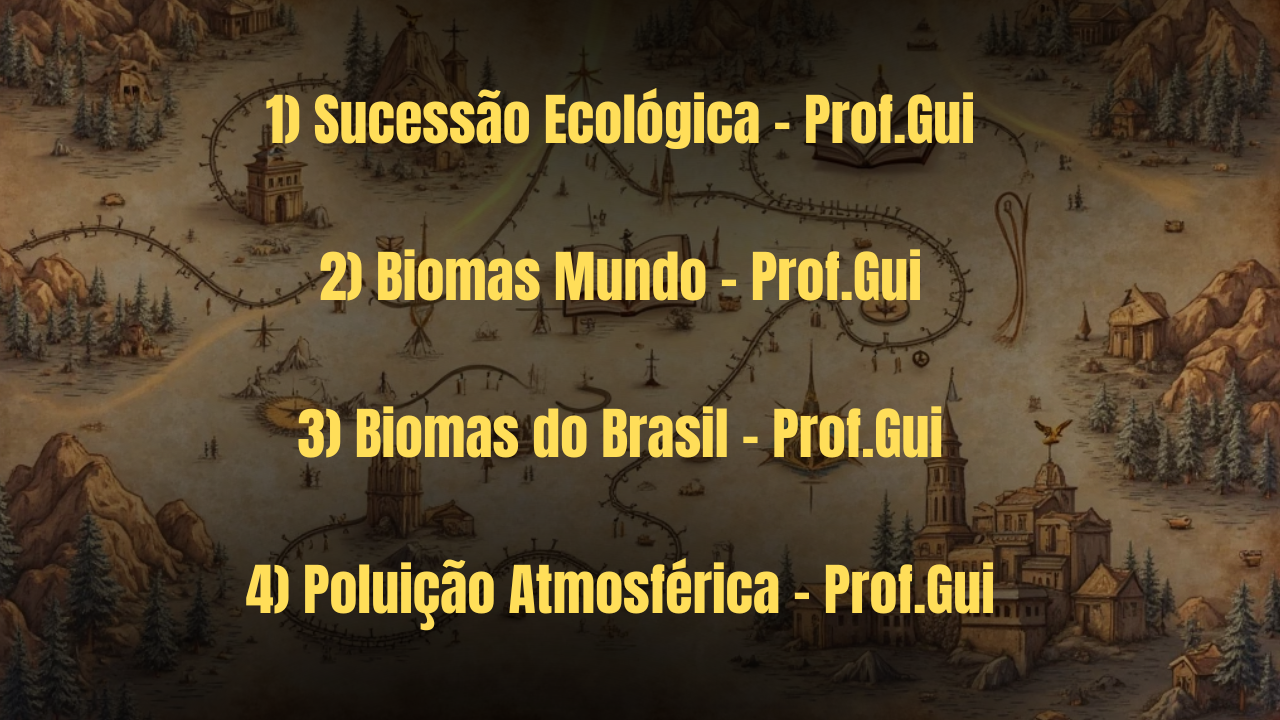 1) Sucessão Ecológica - Prof.Gui
2) Biomas Mundo - Prof.Gui
3) Biomas do Brasil - Prof.Gui
4) Poluição Atmosférica - Prof.Gui